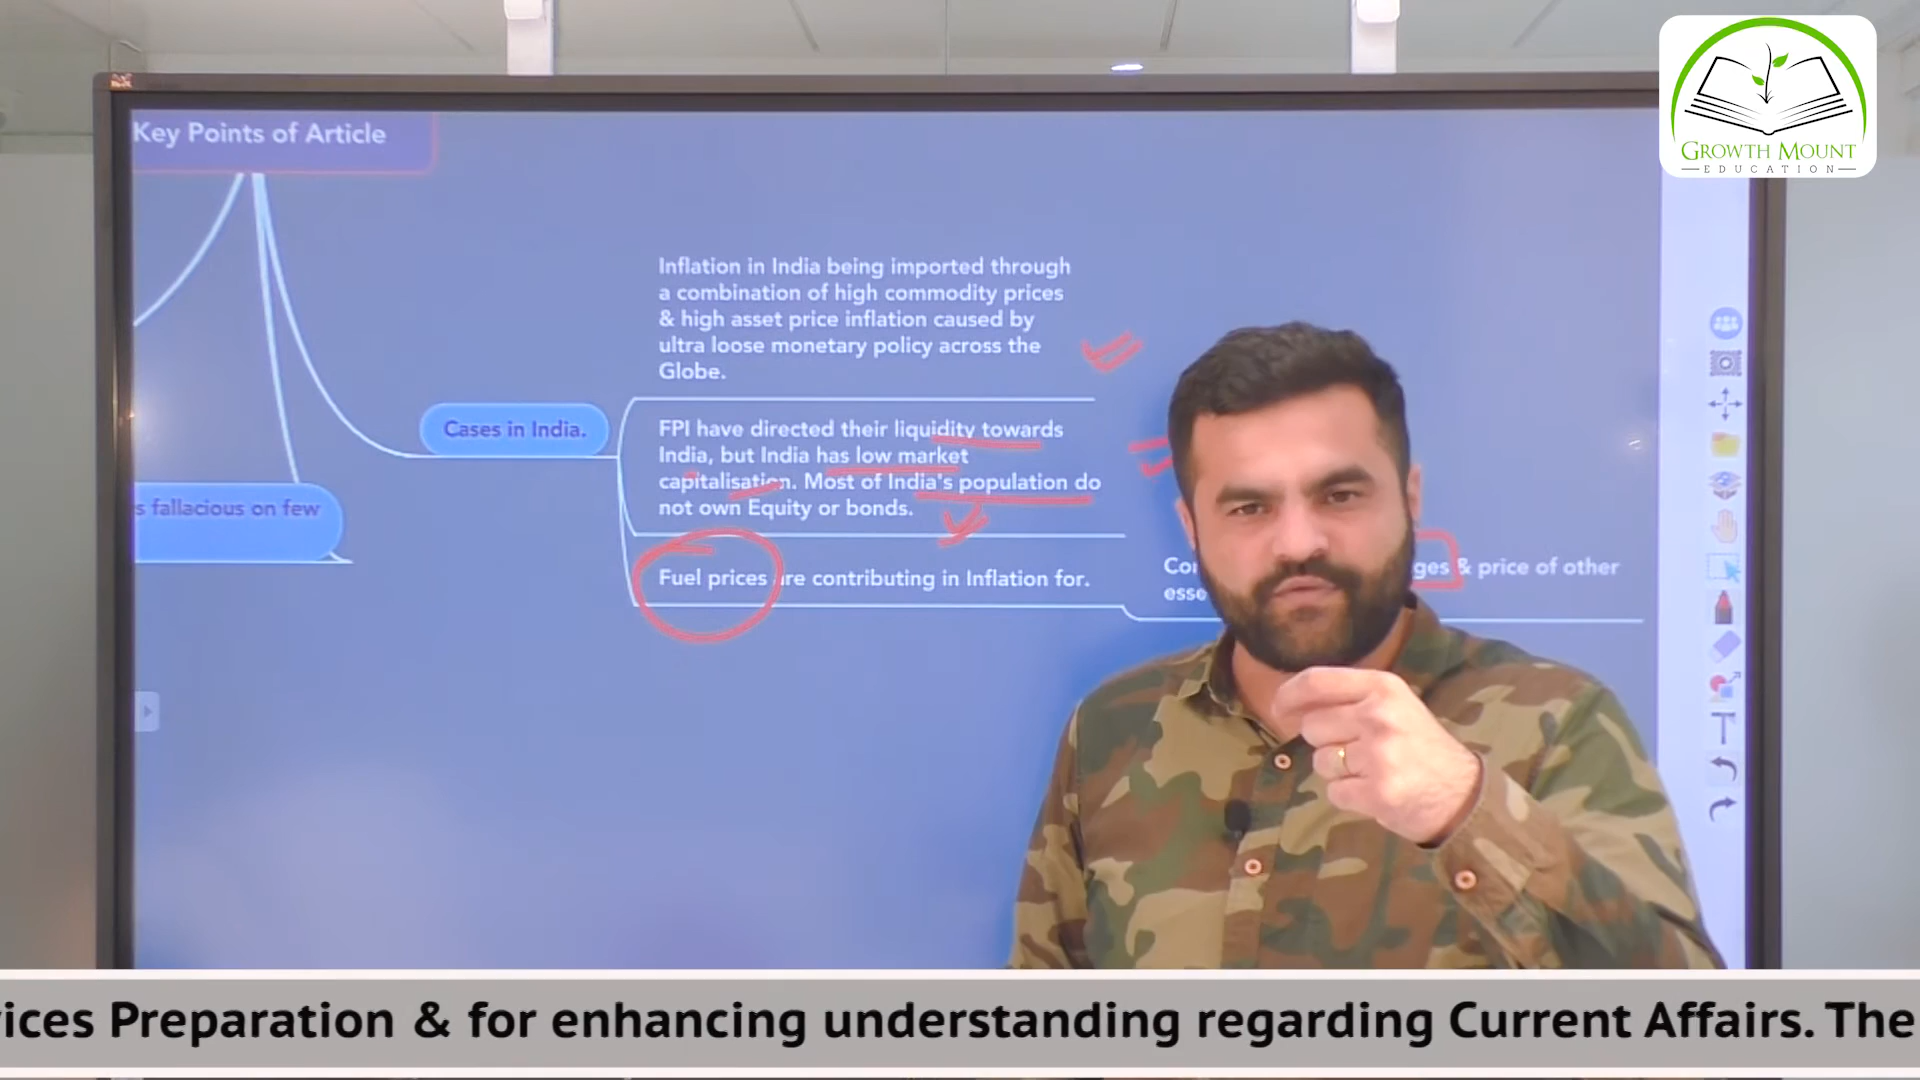 Key Points of Article
GROWTH MOUNT
EDUCATION
Inflation in India being imported through
a combination of high commodity prices
& high asset price inflation caused by
ultra loose monetary policy across the
Globe.
Cases in India.
FPI have directed their liquidity towards
India, but India has low market
capitalisation. Most of India's population do
not own Equity or bonds.
s fallacious on few
Fuel prices are contributing in Inflation for.
ges & price of other
Preparation & for enhancing understanding regarding Current Affairs. The